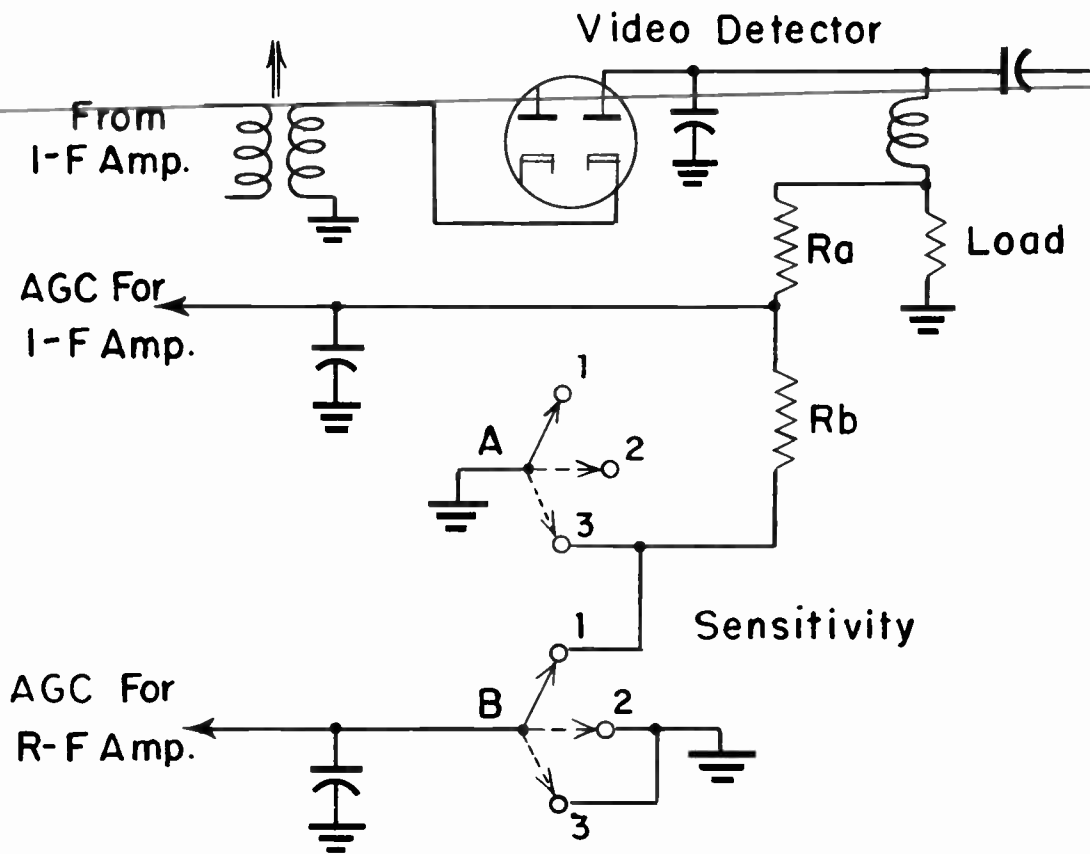 Video Detector
From
I-F Amp.
Ra
Load
AGC For
I-F Amp.
1
A
2
Rb
3
1
Sensitivity
AGC For
R-F Amp.
B
2
3